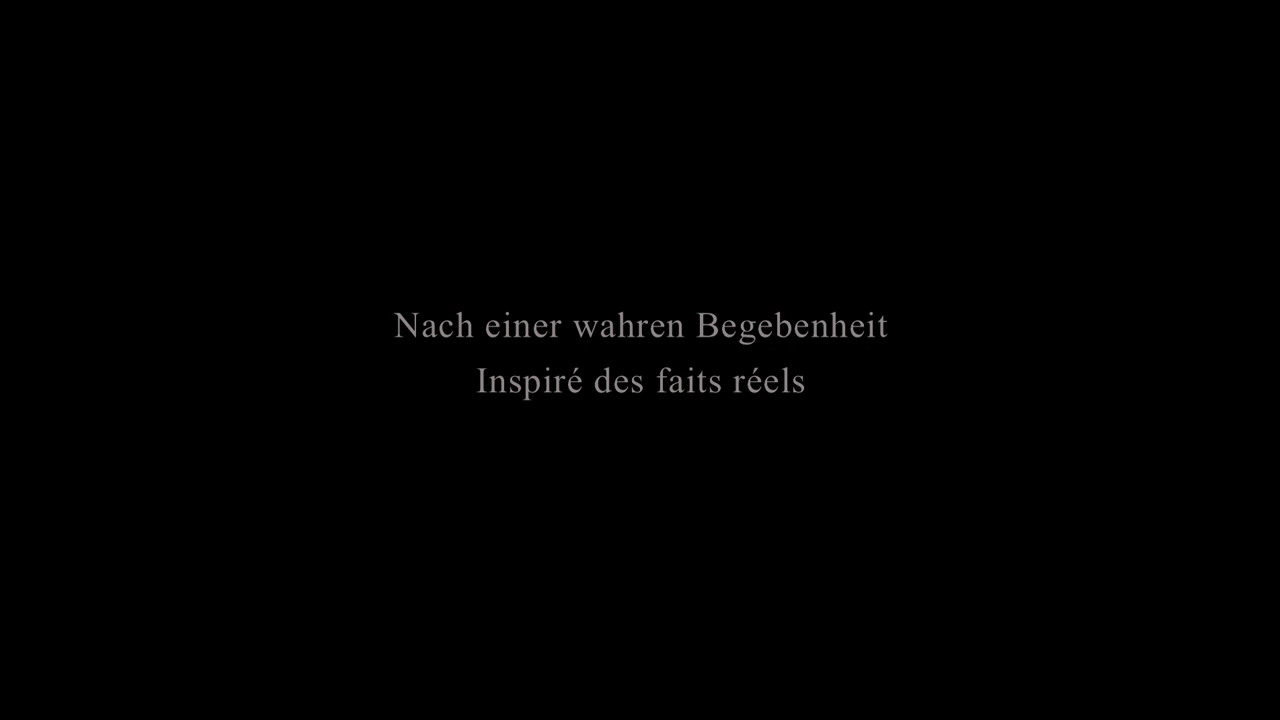 Nach einer wahren Begebenheit
Inspiré des faits réels